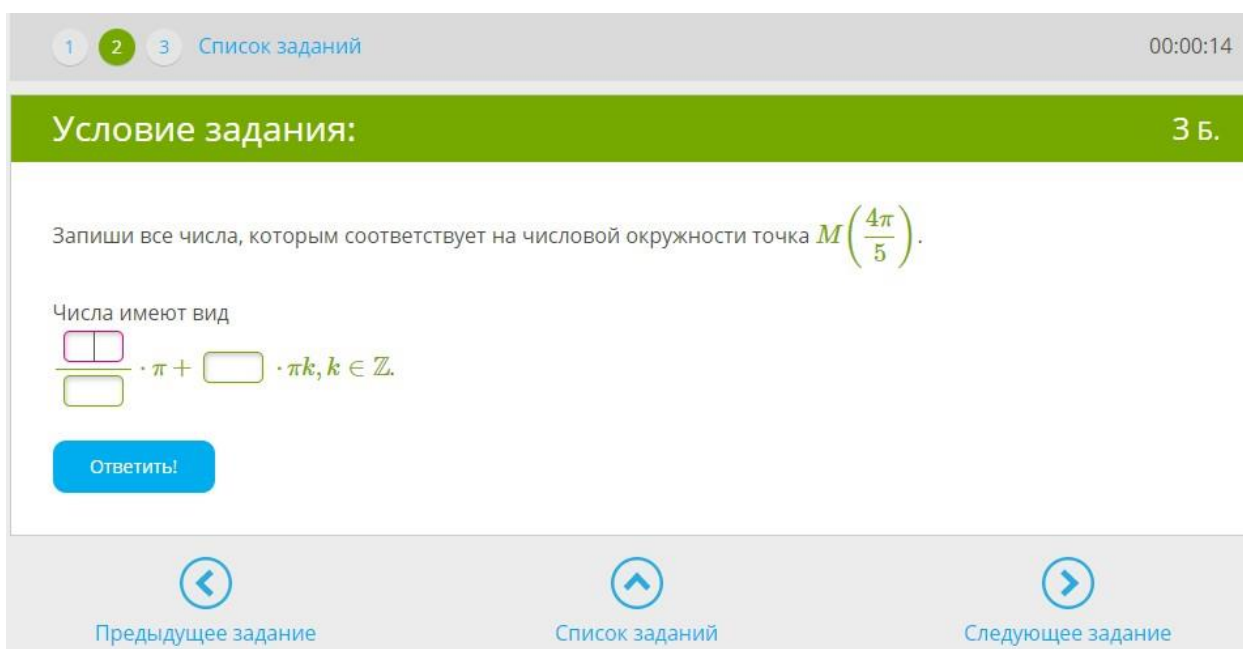 1 2 3 Список заданий 00:00:14
Условие задания: 3 Б.
Запиши все числа, которым соответствует на числовой окружности точка M(4π/5).
Числа имеют вид
· π + · πk, k ∈ ℤ.
Ответить!
Предыдущее задание Список заданий Следующее задание